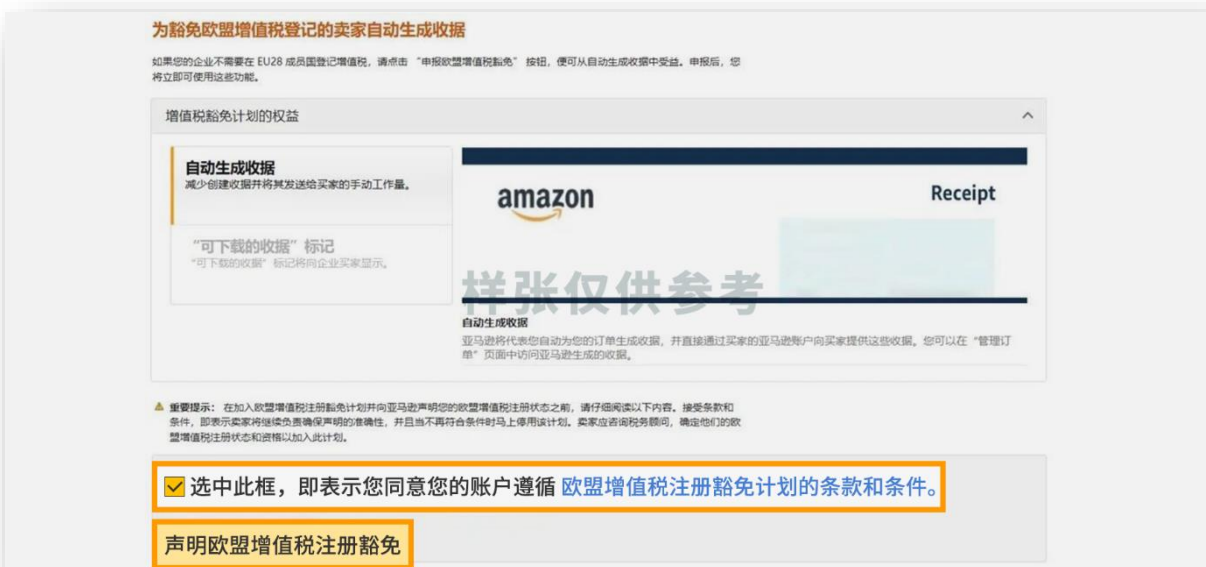 为豁免欧盟增值税登记的卖家自动生成收据
如果您的企业不需要在 EU28 成员国登记增值税，请点击 “申报欧盟增值税豁免” 按钮，便可从自动生成收据中受益。申报后，您
将立即可使用这些功能。
增值税豁免计划的权益
自动生成收据
减少创建收据并将其发送给买家的手动工作量。
“可下载的收据” 标记
“可下载的收据” 标记将向企业买家显示。
amazon
Receipt
样张仅供参考
自动生成收据
亚马逊将代表您自动为您的订单生成收据，并直接通过买家的亚马逊账户向买家提供这些收据。您可以在 “管理订
单” 页面中访问亚马逊生成的收据。
重要提示： 在加入欧盟增值税注册豁免计划并向亚马逊声明您的欧盟增值税注册状态之前，请仔细阅读以下内容。接受条款和
条件，即表示卖家将继续负责确保声明的准确性，并且当不再符合条件时马上停用该计划。卖家应咨询税务顾问，确定他们的欧
盟增值税注册状态和资格以加入此计划。
选中此框，即表示您同意您的账户遵循 欧盟增值税注册豁免计划的条款和条件。
声明欧盟增值税注册豁免